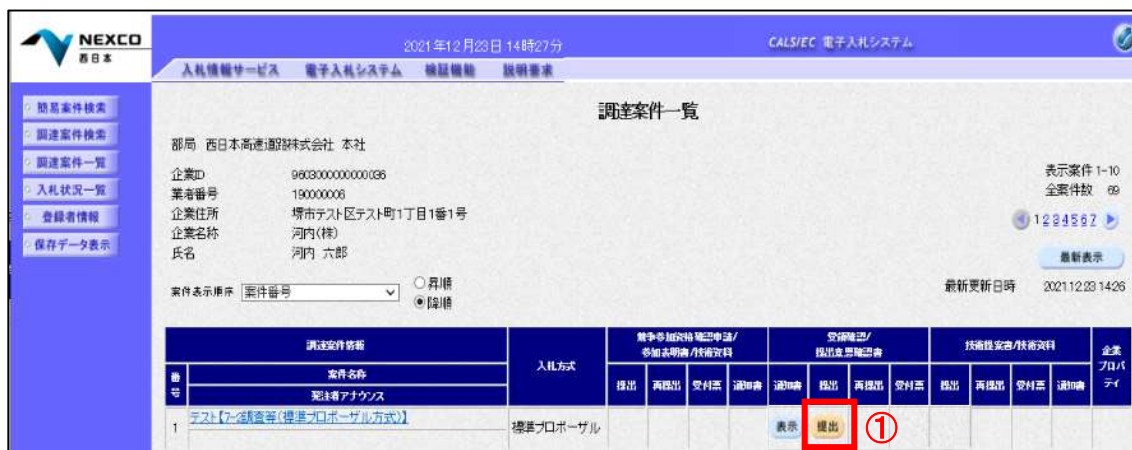 NEXCO
西日本
2021年12月23日 14時27分
CALS/EC 電子入札システム
入札情報サービス 電子入札システム 検証機能 説明要求
簡易案件検索
調達案件検索
調達案件一覧
入札状況一覧
登録者情報
保存データ表示
調達案件一覧
部局 西日本高速道路株式会社 本社
企業ID 9603000000000036
業者番号 190000006
企業住所 堺市テスト区テスト町1丁目1番1号
企業名称 河内(株)
氏名 河内 六郎
表示案件 1-10
全案件数 69
1 2 3 4 5 6 7
最新表示
案件表示順序 案件番号
昇順
降順
最新更新日時 2021.12.23 14:26
調達案件情報
入札方式
競争参加資格確認申請/
参加表明書/技術資料
受領確認/
提出意思確認書
技術提案書/技術資料
企業
プロパ
ティ
番号
案件名称
発注者アナウンス
提出 再提出 受付票 通知書 通知書 提出 再提出 受付票 提出 再提出 受付票 通知書
1 テスト【7-2調査等(標準プロポーザル方式)】 標準プロポーザル 表示 提出 ①